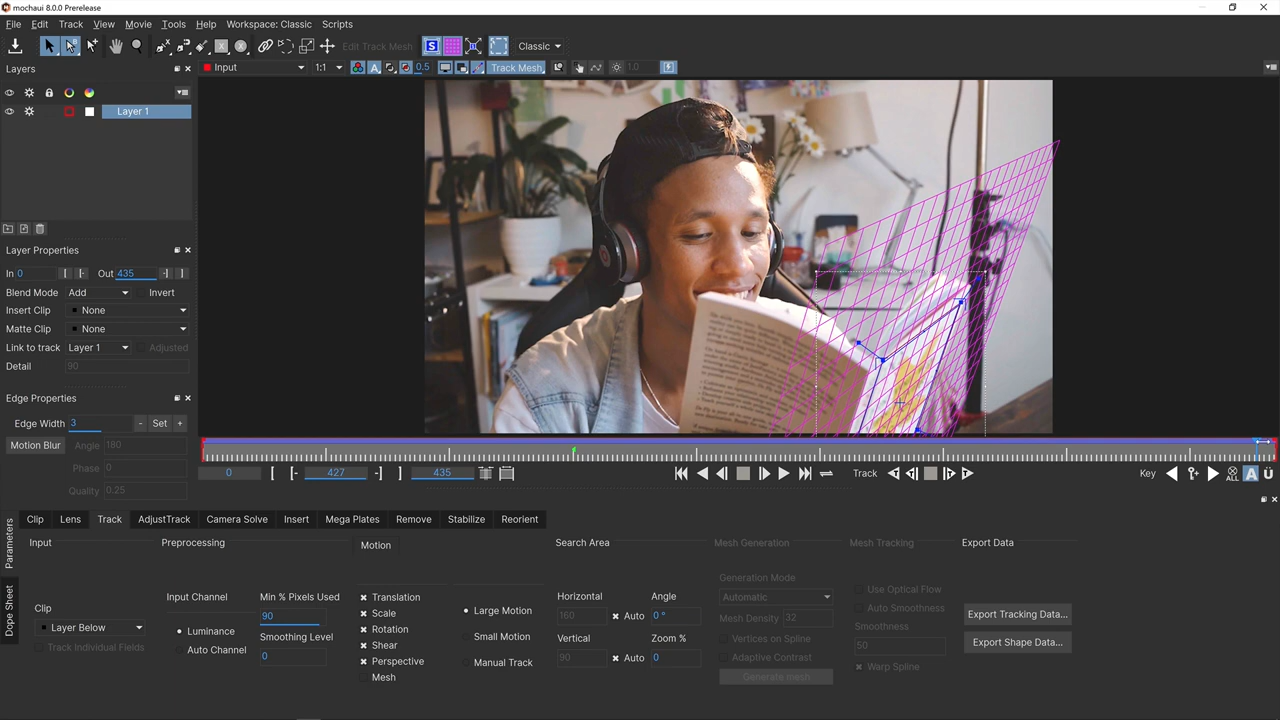 mochaui 8.0.0 Prerelease
File Edit Track View Movie Tools Help Workspace: Classic Scripts
Edit Track Mesh Classic
Layers Input 1:1 0.5 Track Mesh 1.0
Layer 1
Layer Properties
In 0 Out 435
Blend Mode Add Invert
Insert Clip None
Matte Clip None
Link to track Layer 1 Adjusted
Detail 90
Edge Properties
Edge Width 3 - Set +
Motion Blur Angle 180
Phase 0
Quality 0.25
0 427 435 Track Key ALL A
Parameters
Dope Sheet
Clip Lens Track AdjustTrack Camera Solve Insert Mega Plates Remove Stabilize Reorient
Input Preprocessing Motion Search Area Mesh Generation Mesh Tracking Export Data
Clip
Layer Below
Track Individual Fields
Input Channel
Luminance
Auto Channel
Min % Pixels Used
90
Smoothing Level
0
Translation
Scale
Rotation
Shear
Perspective
Mesh
Large Motion
Small Motion
Manual Track
Horizontal Angle
160 Auto 0 °
Vertical Zoom %
90 Auto 0
Generation Mode
Automatic
Mesh Density 32
Vertices on Spline
Adaptive Contrast
Generate mesh
Use Optical Flow
Auto Smoothness
Smoothness
50
Warp Spline
Export Tracking Data...
Export Shape Data...